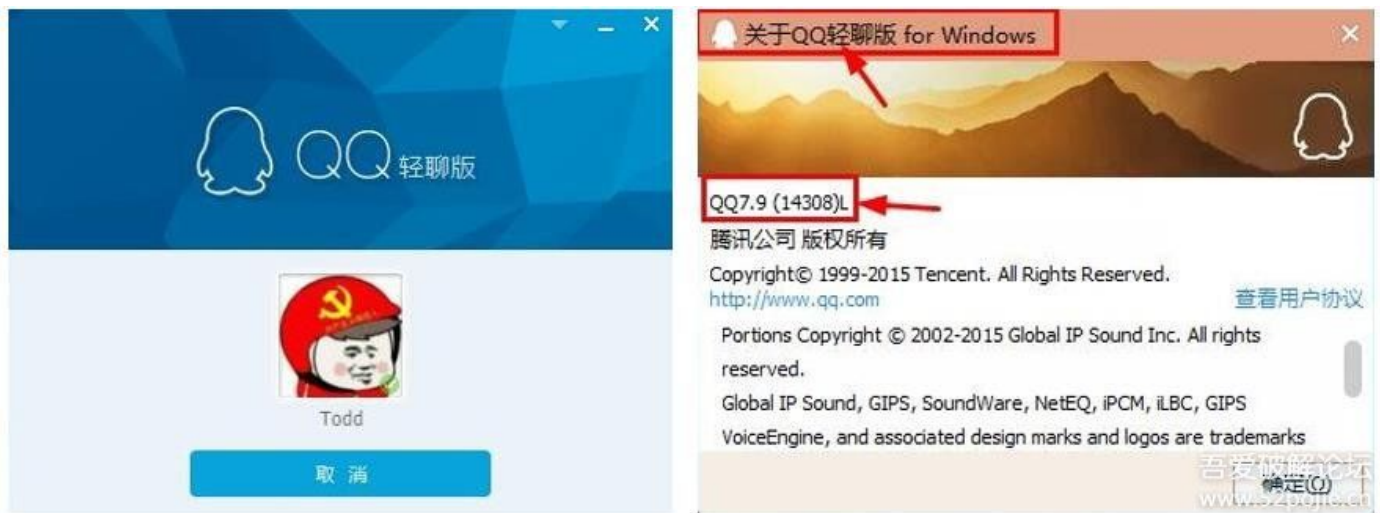 QQ轻聊版
Todd
取 消
关于QQ轻聊版 for Windows
QQ7.9 (14308)L
腾讯公司 版权所有
Copyright© 1999-2015 Tencent. All Rights Reserved.
http://www.qq.com
查看用户协议
Portions Copyright © 2002-2015 Global IP Sound Inc. All rights
reserved.
Global IP Sound, GIPS, SoundWare, NetEQ, iPCM, iLBC, GIPS
VoiceEngine, and associated design marks and logos are trademarks
确定(O)
吾爱破解论坛
www.52pojie.cn